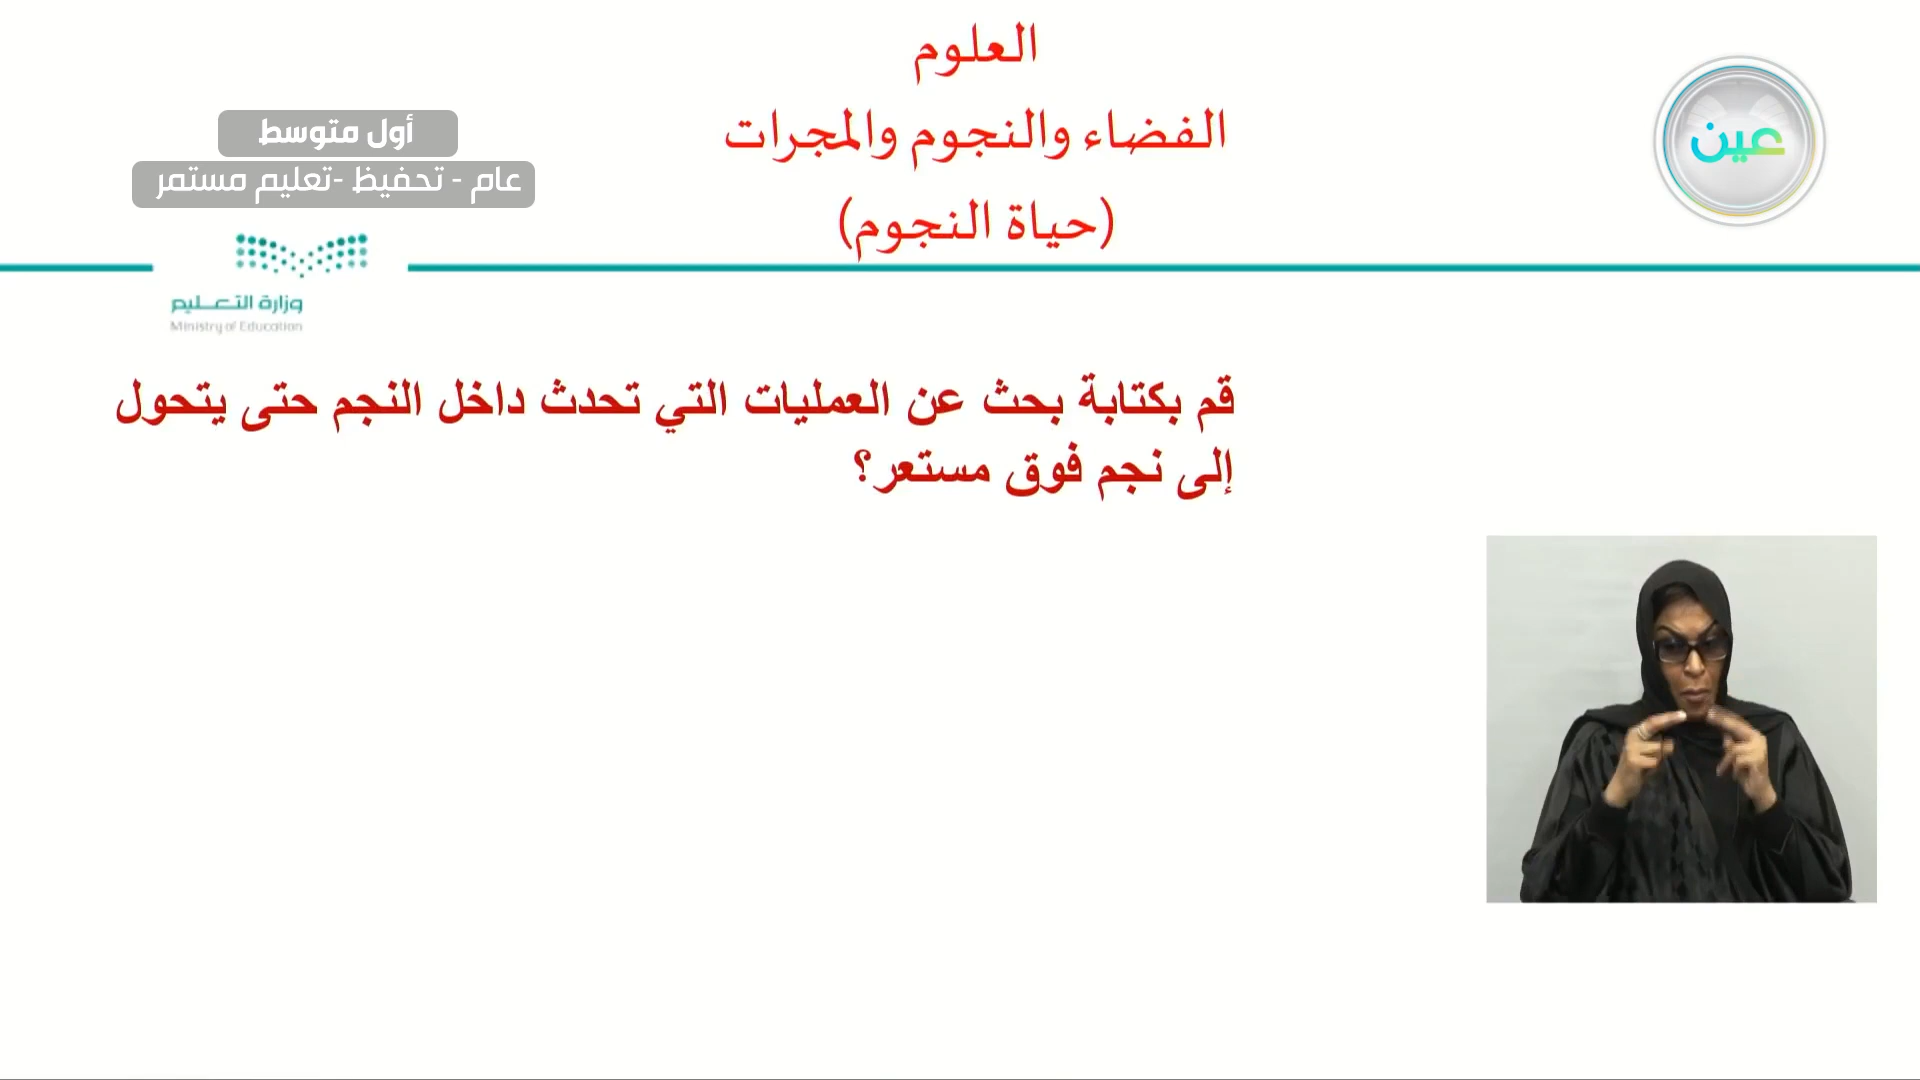 العلوم
الفضاء والنجوم والمجرات
(حياة النجوم)
عين
أول متوسط
عام - تحفيظ -تعليم مستمر
وزارة التعليم
Ministry of Education
قم بكتابة بحث عن العمليات التي تحدث داخل النجم حتى يتحول
إلى نجم فوق مستعر؟